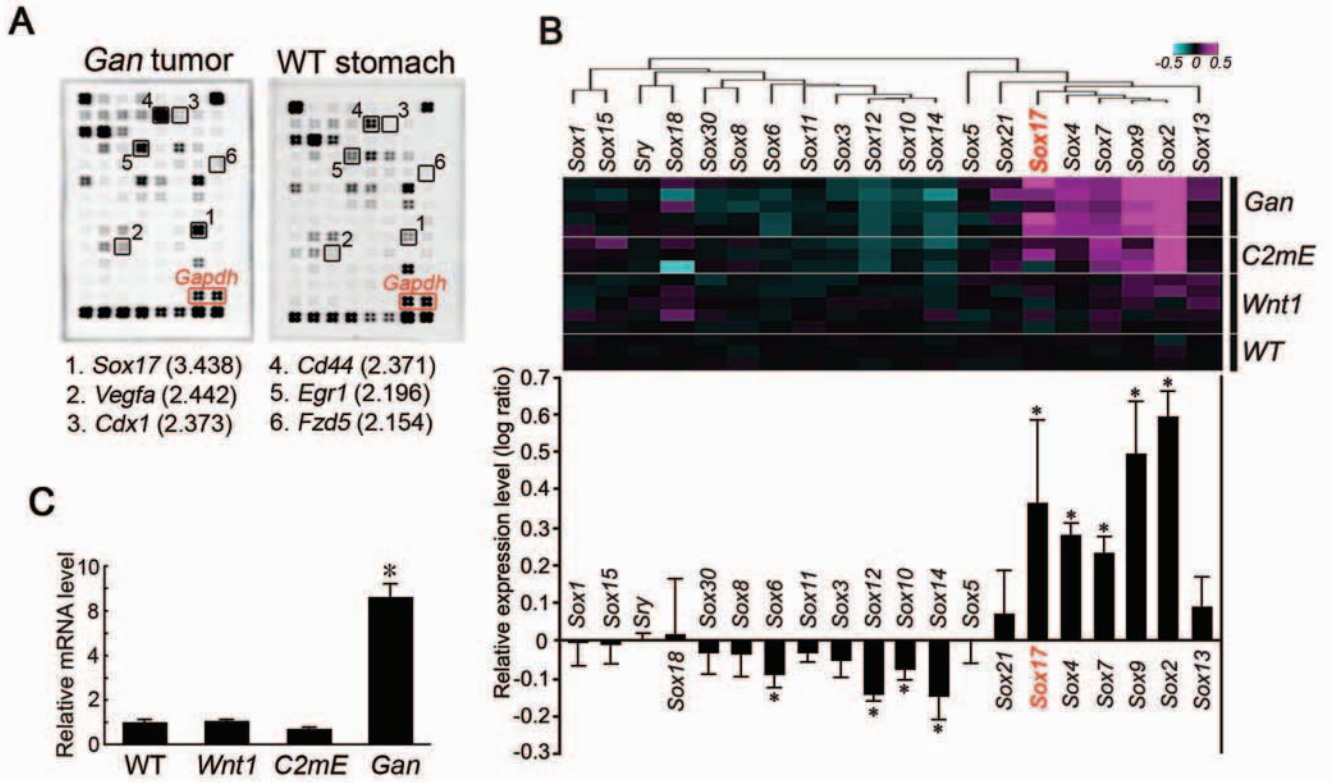 A
Gan tumor
WT stomach
4
3
5
6
1
2
Gapdh
4
3
5
6
1
2
Gapdh
1. Sox17 (3.438)
2. Vegfa (2.442)
3. Cdx1 (2.373)
4. Cd44 (2.371)
5. Egr1 (2.196)
6. Fzd5 (2.154)
B
-0.5 0 0.5
Sox1
Sox15
Sry
Sox18
Sox30
Sox8
Sox6
Sox11
Sox3
Sox12
Sox10
Sox14
Sox5
Sox21
Sox17
Sox4
Sox7
Sox9
Sox2
Sox13
Gan
C2mE
Wnt1
WT
Relative expression level (log ratio)
0.7
0.6
0.5
0.4
0.3
0.2
0.1
0
-0.1
-0.2
-0.3
Sox1
Sox15
Sry
Sox18
Sox30
Sox8
Sox6
*
Sox11
Sox3
Sox12
*
Sox10
*
Sox14
*
Sox5
Sox21
*
Sox17
*
Sox4
*
Sox7
*
Sox9
*
Sox2
Sox13
C
Relative mRNA level
10
8
4
2
0
*
WT
Wnt1
C2mE
Gan